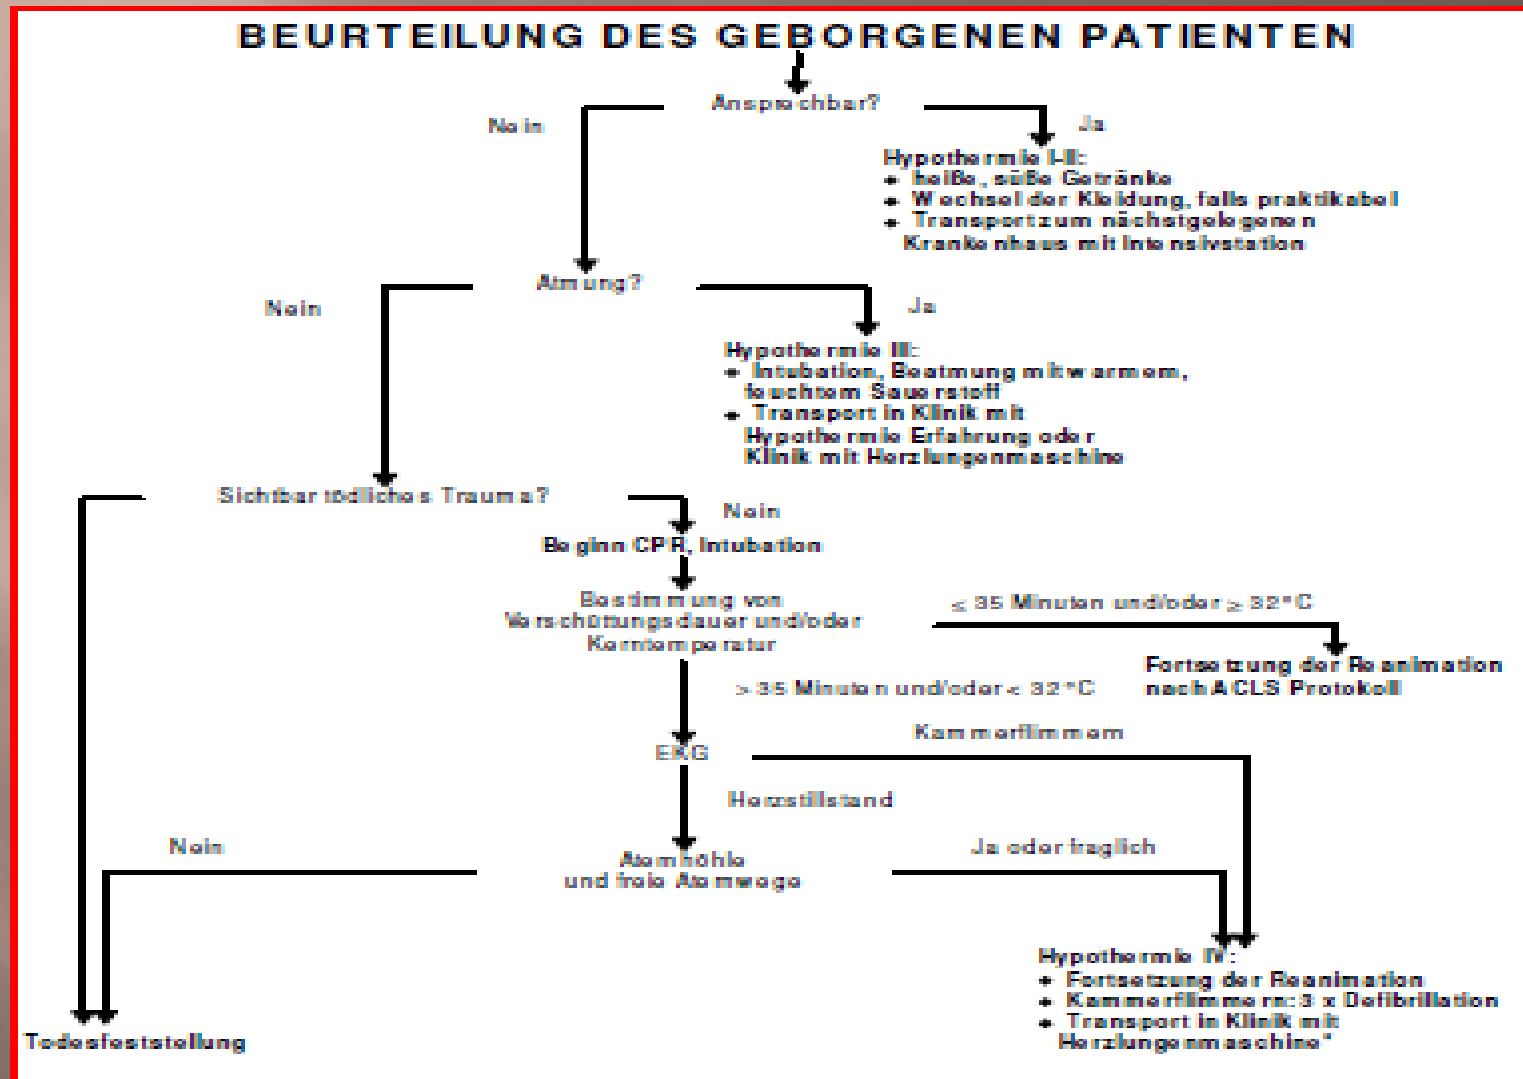 BEURTEILUNG DES GEBORGENEN PATIENTEN
Ansprechbar?
Nein
Ja
Hypothermie I-II:
heiße, süße Getränke
Wechsel der Kleidung, falls praktikabel
Transport zum nächstgelegenen
Krankenhaus mit Intensivstation
Atmung?
Nein
Ja
Hypothermie III:
Intubation, Beatmung mit warmem,
feuchtem Sauerstoff
Transport in Klinik mit
Hypothermie Erfahrung oder
Klinik mit Herzlungenmaschine
Sichtbar tödliches Trauma?
Nein
Beginn CPR, Intubation
Bestimmung von
Verschüttungsdauer und/oder
Kerntemperatur
≤ 35 Minuten und/oder ≥ 32°C
Fortsetzung der Reanimation
nach ACLS Protokoll
> 35 Minuten und/oder < 32°C
Kammerflimmern
EKG
Herzstillstand
Nein
Atemhöhle
und freie Atemwege
Ja oder fraglich
Hypothermie IV:
Fortsetzung der Reanimation
Kammerflimmern: 3 x Defibrillation
Transport in Klinik mit
Herzlungenmaschine*
Todesfeststellung